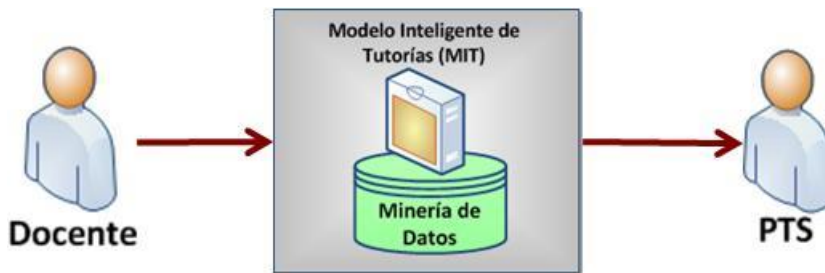 Modelo Inteligente de
Tutorías (MIT)
Minería de
Datos
Docente
PTS